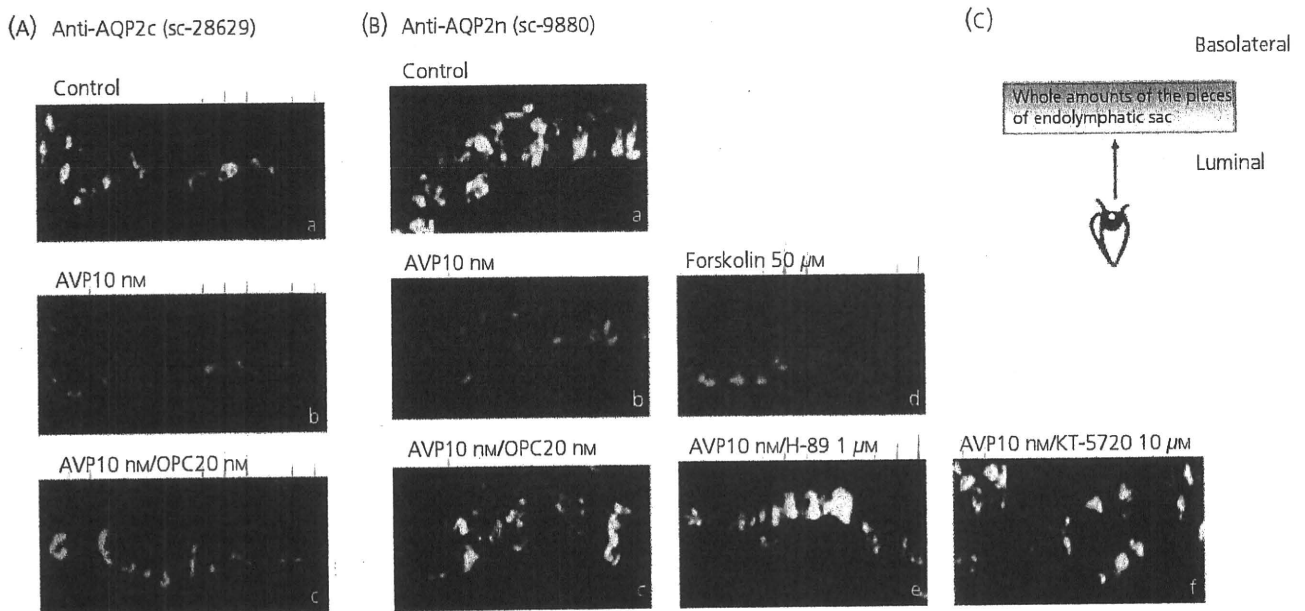 (A) Anti-AQP2c (sc-28629)
Control
a
AVP10 nM
b
AVP10 nM/OPC20 nM
c
(B) Anti-AQP2n (sc-9880)
Control
a
AVP10 nM
b
AVP10 nM/OPC20 nM
c
Forskolin 50 µM
d
AVP10 nM/H-89 1 µM
e
AVP10 nM/KT-5720 10 µM
f
(C)
Basolateral
Whole amounts of the pieces
of endolymphatic sac
Luminal